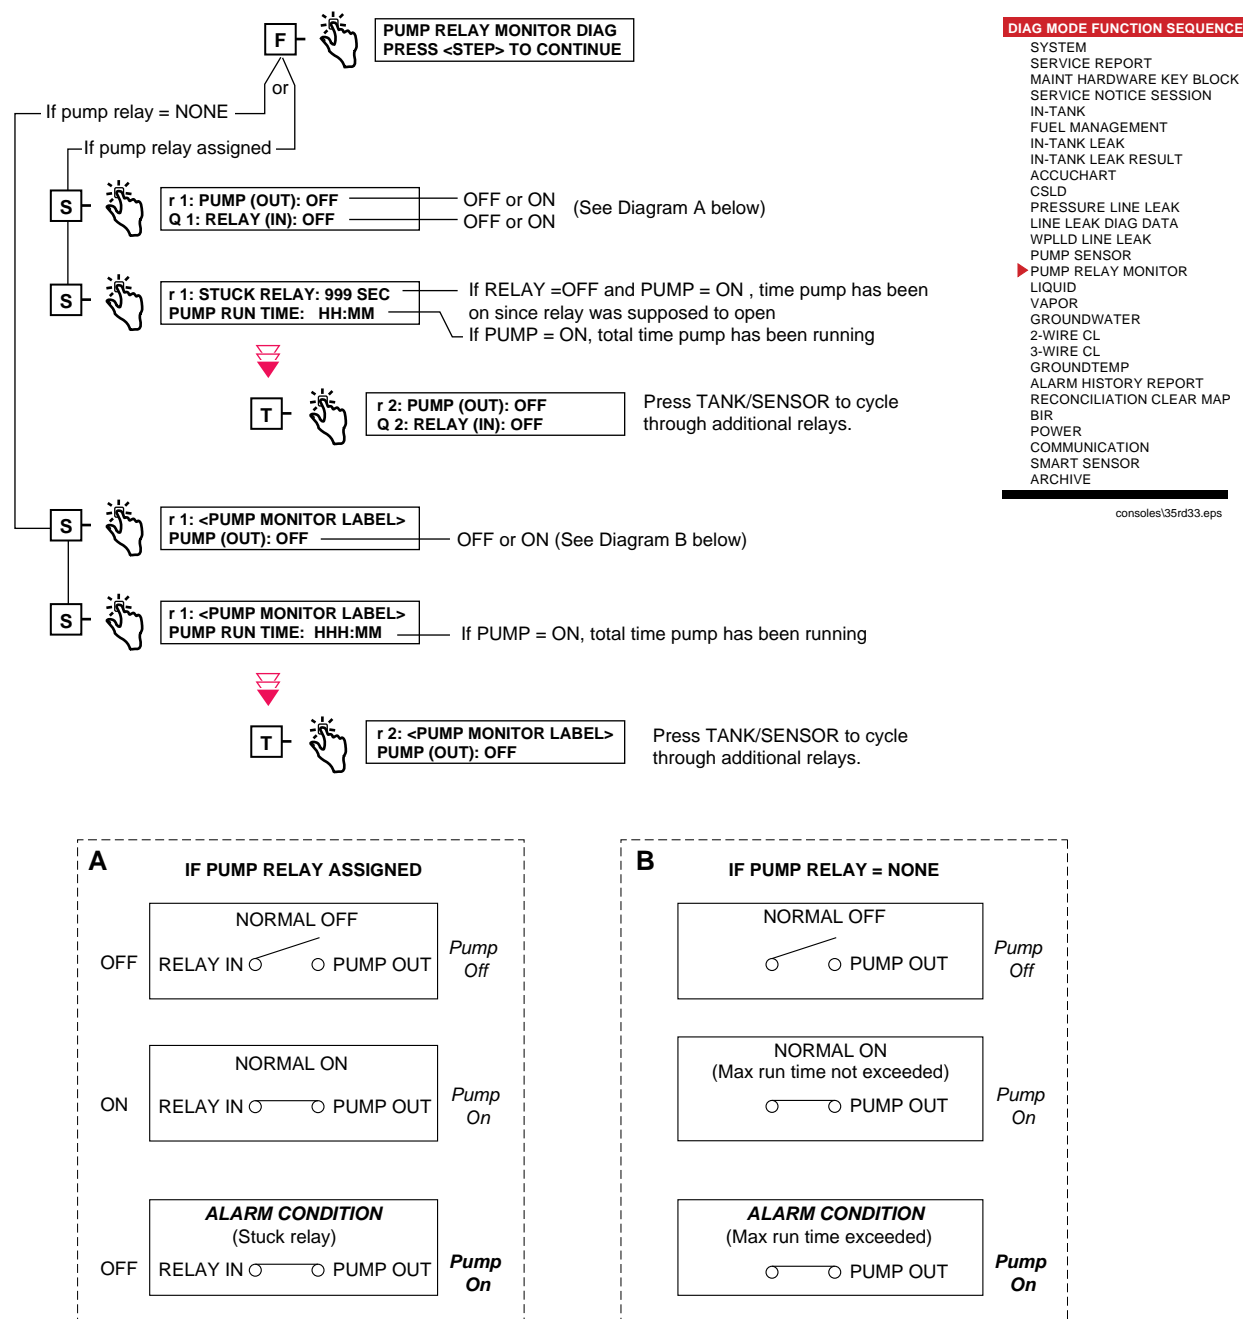 F
PUMP RELAY MONITOR DIAG
PRESS <STEP> TO CONTINUE
or
If pump relay = NONE
If pump relay assigned
S
r 1: PUMP (OUT): OFF
Q 1: RELAY (IN): OFF
OFF or ON
OFF or ON
(See Diagram A below)
S
r 1: STUCK RELAY: 999 SEC
PUMP RUN TIME: HH:MM
If RELAY =OFF and PUMP = ON , time pump has been
on since relay was supposed to open
If PUMP = ON, total time pump has been running
T
r 2: PUMP (OUT): OFF
Q 2: RELAY (IN): OFF
Press TANK/SENSOR to cycle
through additional relays.
S
r 1: <PUMP MONITOR LABEL>
PUMP (OUT): OFF
OFF or ON (See Diagram B below)
S
r 1: <PUMP MONITOR LABEL>
PUMP RUN TIME: HHH:MM
If PUMP = ON, total time pump has been running
T
r 2: <PUMP MONITOR LABEL>
PUMP (OUT): OFF
Press TANK/SENSOR to cycle
through additional relays.
DIAG MODE FUNCTION SEQUENCE
SYSTEM
SERVICE REPORT
MAINT HARDWARE KEY BLOCK
SERVICE NOTICE SESSION
IN-TANK
FUEL MANAGEMENT
IN-TANK LEAK
IN-TANK LEAK RESULT
ACCUCHART
CSLD
PRESSURE LINE LEAK
LINE LEAK DIAG DATA
WPLLD LINE LEAK
PUMP SENSOR
PUMP RELAY MONITOR
LIQUID
VAPOR
GROUNDWATER
2-WIRE CL
3-WIRE CL
GROUNDTEMP
ALARM HISTORY REPORT
RECONCILIATION CLEAR MAP
BIR
POWER
COMMUNICATION
SMART SENSOR
ARCHIVE
consoles\35rd33.eps
A
IF PUMP RELAY ASSIGNED
NORMAL OFF
OFF
RELAY IN
PUMP OUT
Pump
Off
NORMAL ON
ON
RELAY IN
PUMP OUT
Pump
On
ALARM CONDITION
(Stuck relay)
OFF
RELAY IN
PUMP OUT
Pump
On
B
IF PUMP RELAY = NONE
NORMAL OFF
PUMP OUT
Pump
Off
NORMAL ON
(Max run time not exceeded)
PUMP OUT
Pump
On
ALARM CONDITION
(Max run time exceeded)
PUMP OUT
Pump
On